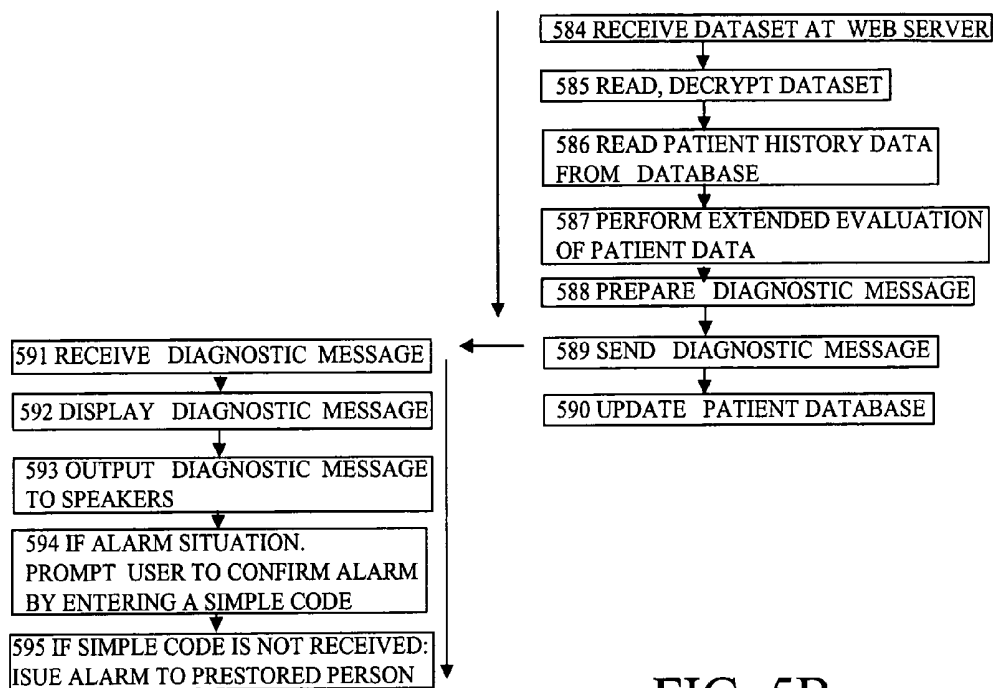 584 RECEIVE DATASET AT WEB SERVER
585 READ, DECRYPT DATASET
586 READ PATIENT HISTORY DATA
FROM DATABASE
587 PERFORM EXTENDED EVALUATION
OF PATIENT DATA
588 PREPARE DIAGNOSTIC MESSAGE
589 SEND DIAGNOSTIC MESSAGE
590 UPDATE PATIENT DATABASE
591 RECEIVE DIAGNOSTIC MESSAGE
592 DISPLAY DIAGNOSTIC MESSAGE
593 OUTPUT DIAGNOSTIC MESSAGE
TO SPEAKERS
594 IF ALARM SITUATION.
PROMPT USER TO CONFIRM ALARM
BY ENTERING A SIMPLE CODE
595 IF SIMPLE CODE IS NOT RECEIVED:
ISUE ALARM TO PRESTORED PERSON
FIG. 5B